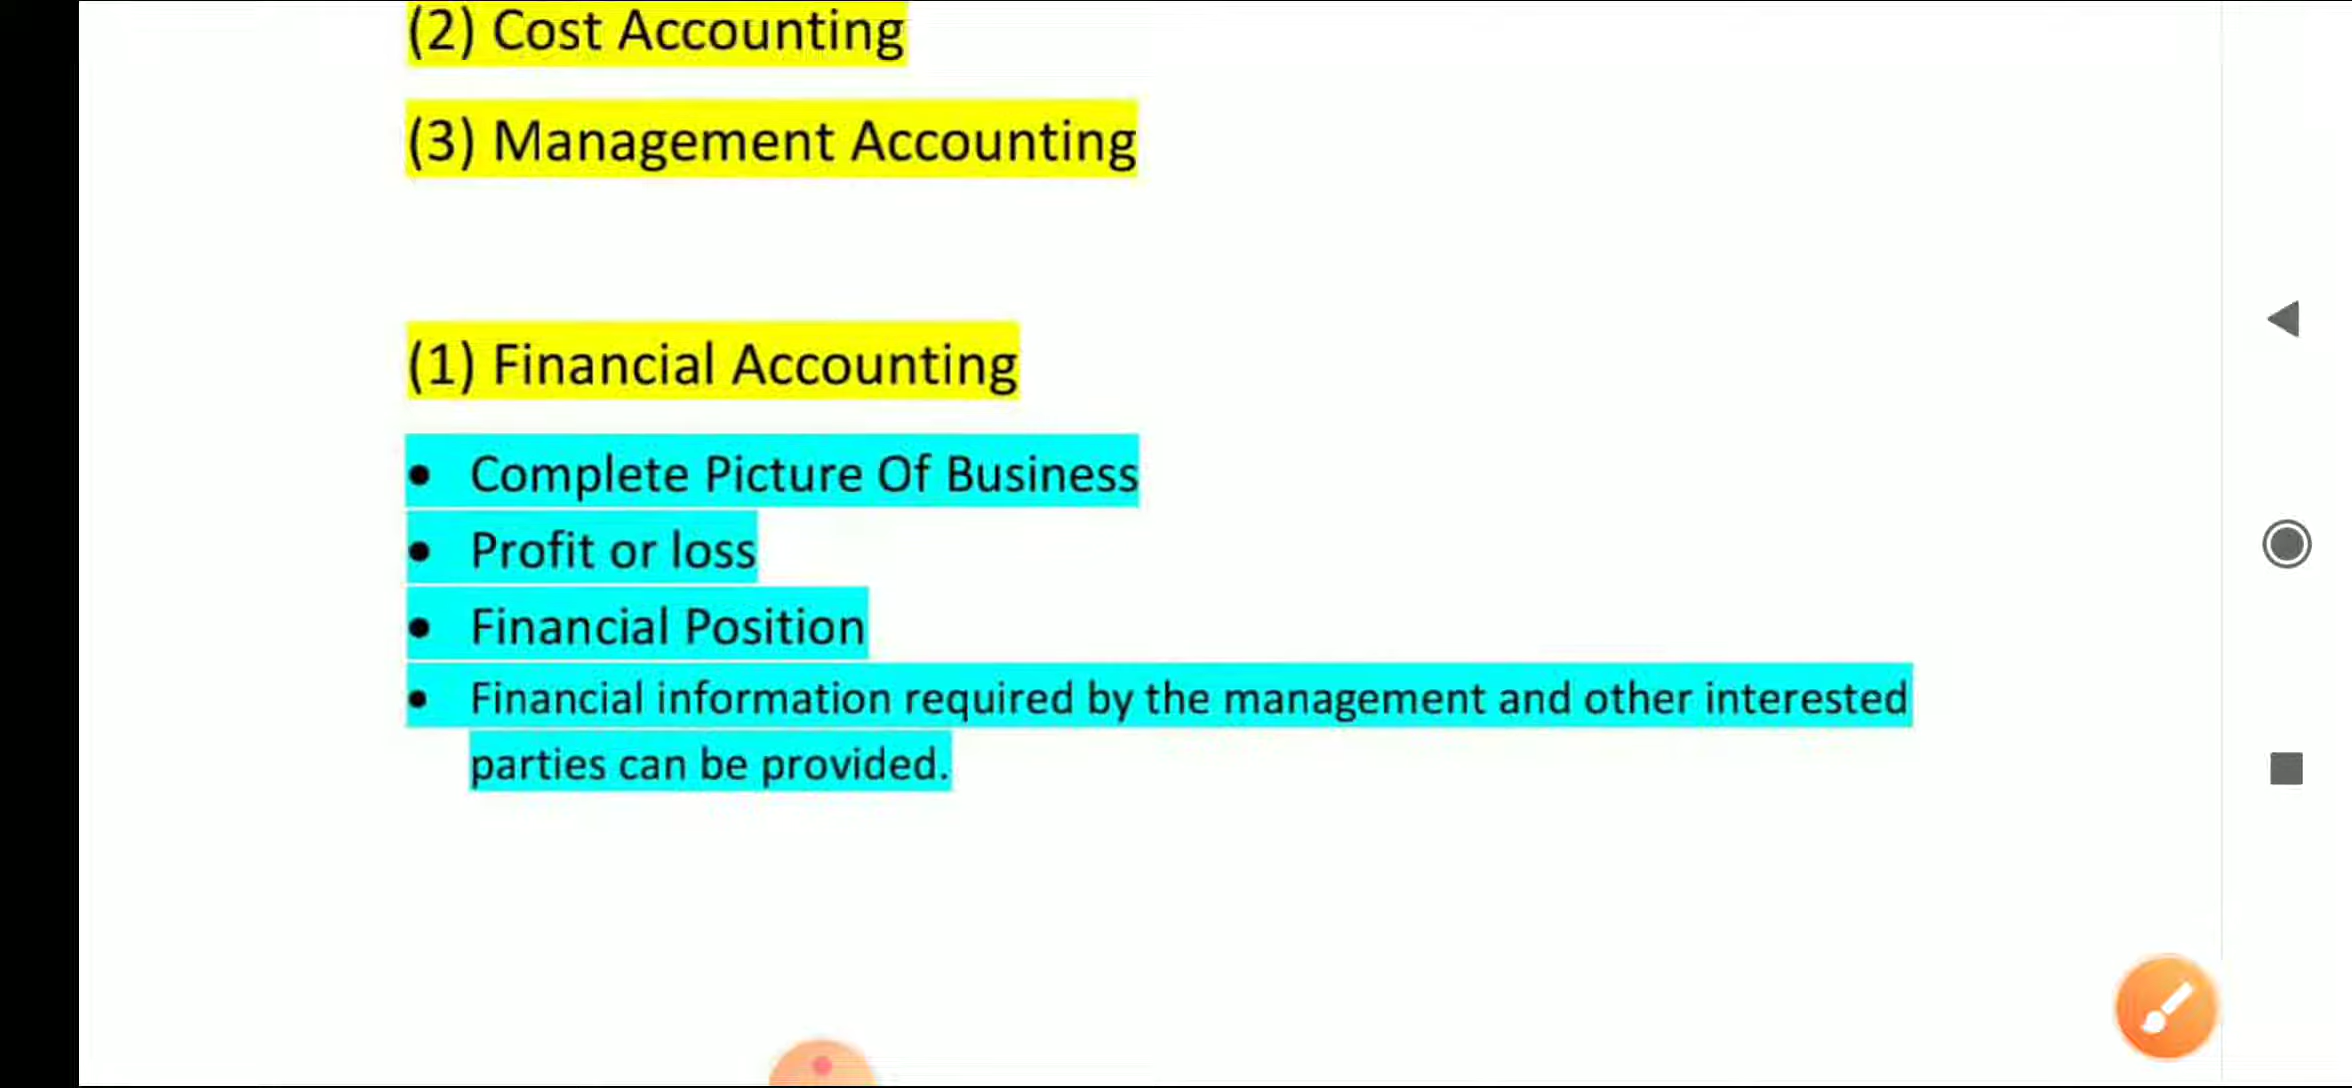 (2) Cost Accounting
(3) Management Accounting
(1) Financial Accounting
• Complete Picture Of Business
• Profit or loss
• Financial Position
• Financial information required by the management and other interested
parties can be provided.